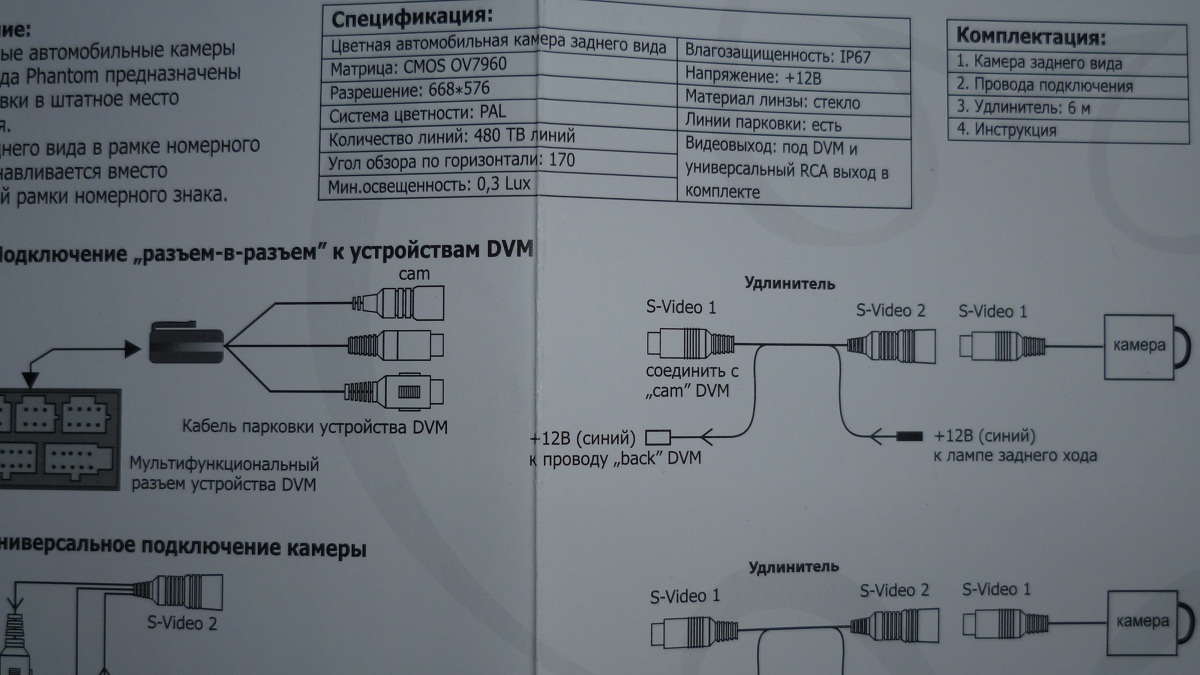 ние:
ые автомобильные камеры
да Phantom предназначены
вки в штатное место
я.
днего вида в рамке номерного
анавливается вместо
й рамки номерного знака.
Спецификация:
Цветная автомобильная камера заднего вида
Матрица: CMOS OV7960
Разрешение: 668*576
Система цветности: PAL
Количество линий: 480 ТВ линий
Угол обзора по горизонтали: 170
Мин.освещенность: 0,3 Lux
Влагозащищенность: IP67
Напряжение: +12В
Материал линзы: стекло
Линии парковки: есть
Видеовыход: под DVM и
универсальный RCA выход в
комплекте
Комплектация:
1. Камера заднего вида
2. Провода подключения
3. Удлинитель: 6 м
4. Инструкция
Подключение „разъем-в-разъем” к устройствам DVM
cam
Кабель парковки устройства DVM
Мультифункциональный
разъем устройства DVM
Удлинитель
S-Video 1
S-Video 2
S-Video 1
камера
соединить с
„cam” DVM
+12В (синий)
к проводу „back” DVM
+12В (синий)
к лампе заднего хода
ниверсальное подключение камеры
S-Video 2
Удлинитель
S-Video 1
S-Video 2
S-Video 1
камера